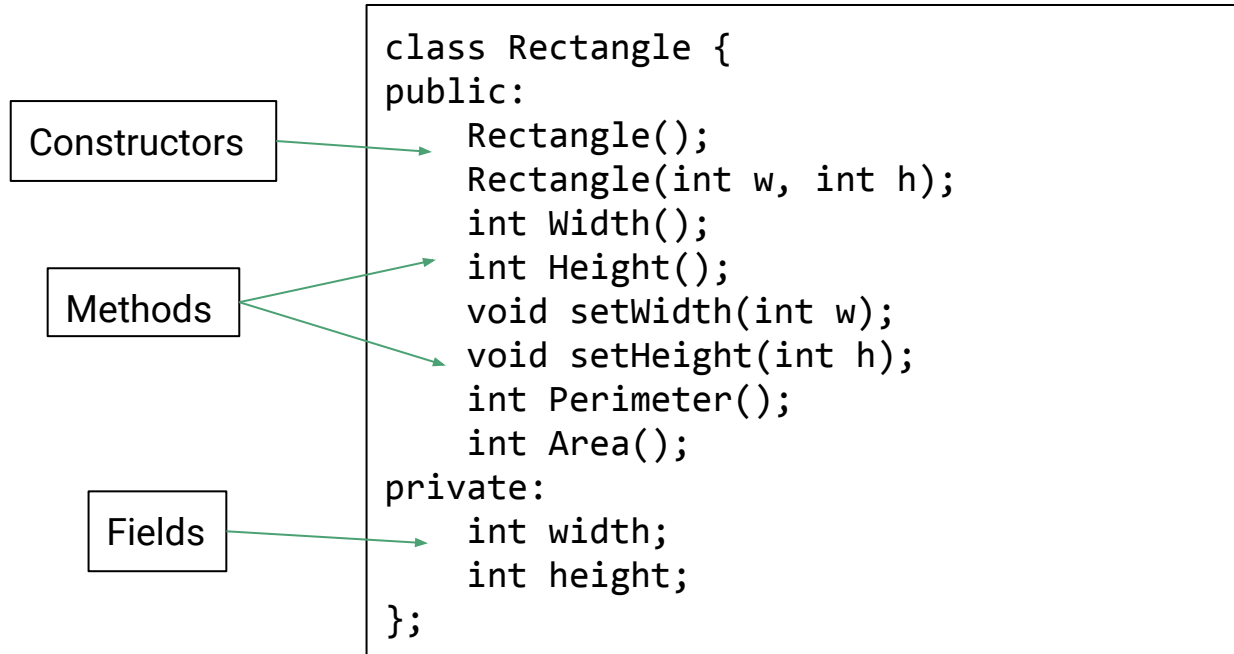 Constructors
Methods
Fields
class Rectangle {
public:
    Rectangle();
    Rectangle(int w, int h);
    int Width();
    int Height();
    void setWidth(int w);
    void setHeight(int h);
    int Perimeter();
    int Area();
private:
    int width;
    int height;
};